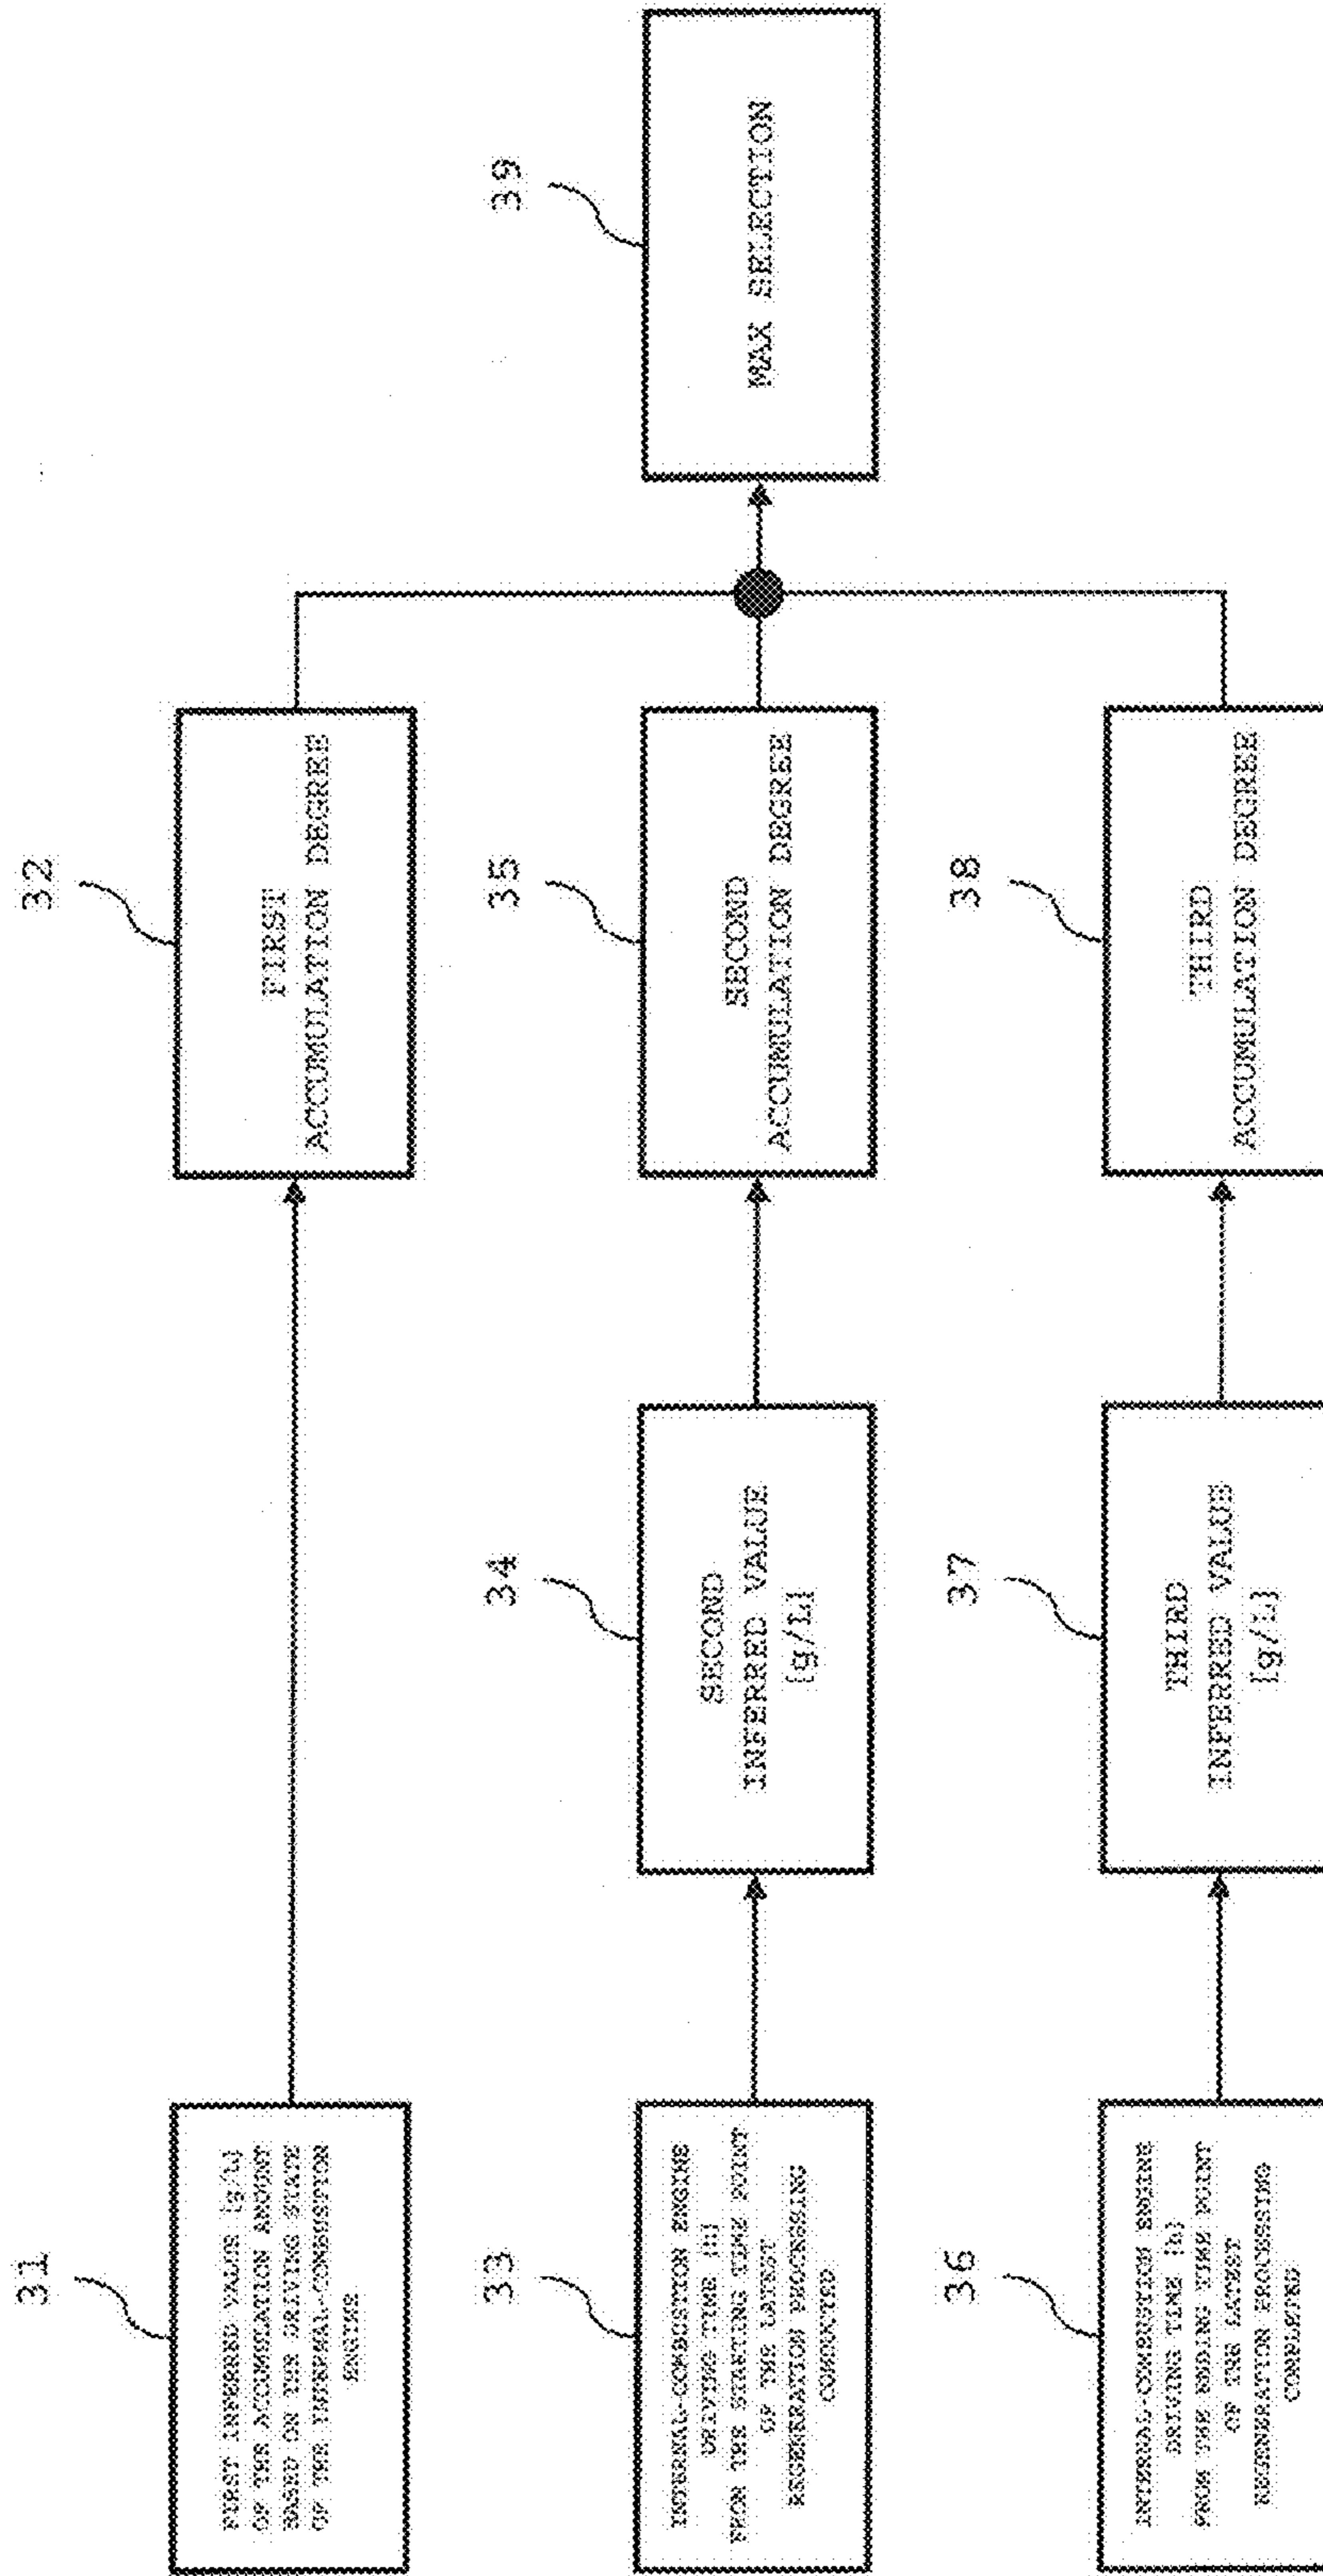 31
FIRST INFERRED VALUE [g/L]
OF THE ACCUMULATION AMOUNT
BASED ON THE DRIVING STATE
OF THE INTERNAL-COMBUSTION
ENGINE
32
FIRST
ACCUMULATION DEGREE
33
INTERNAL-COMBUSTION ENGINE
DRIVING TIME [h]
FROM THE STARTING TIME POINT
OF THE LATEST
REGENERATION PROCESSING
CONDUCTED
34
SECOND
INFERRED VALUE
[g/L]
35
SECOND
ACCUMULATION DEGREE
39
MAX SELECTION
36
INTERNAL-COMBUSTION ENGINE
DRIVING TIME [h]
FROM THE ENDING TIME POINT
OF THE LATEST
REGENERATION PROCESSING
COMPLETED
37
THIRD
INFERRED VALUE
[g/L]
38
THIRD
ACCUMULATION DEGREE